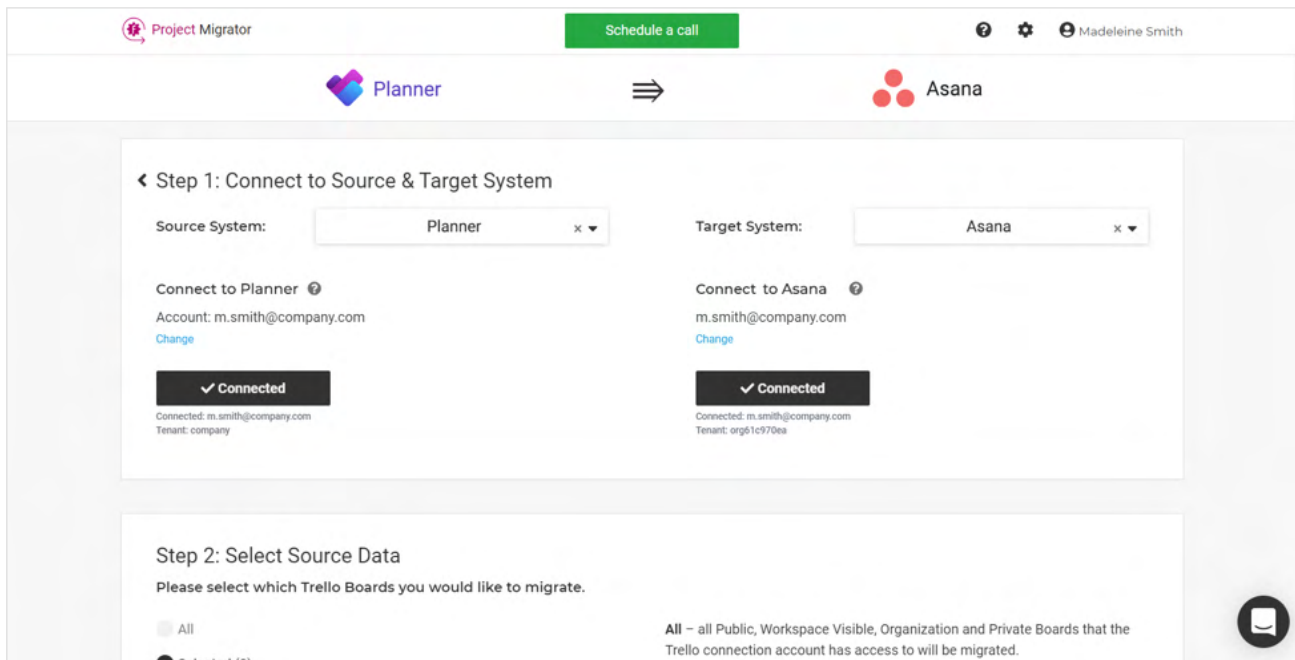 Project Migrator
Schedule a call
Madeleine Smith
Planner
Asana
Step 1: Connect to Source & Target System
Source System:
Planner
Target System:
Asana
Connect to Planner
Account: m.smith@company.com
Change
Connected
Connected: m.smith@company.com
Tenant: company
Connect to Asana
m.smith@company.com
Change
Connected
Connected: m.smith@company.com
Tenant: org61c970ea
Step 2: Select Source Data
Please select which Trello Boards you would like to migrate.
All
All – all Public, Workspace Visible, Organization and Private Boards that the
Trello connection account has access to will be migrated.